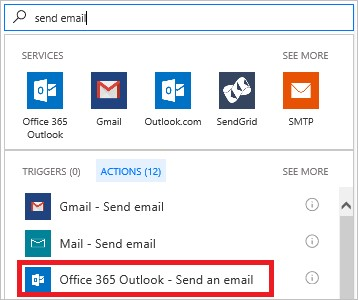 send email
SERVICES
SEE MORE
Office 365 Outlook
Gmail
Outlook.com
SendGrid
SMTP
TRIGGERS (0)
ACTIONS (12)
SEE MORE
Gmail - Send email
Mail - Send email
Office 365 Outlook - Send an email